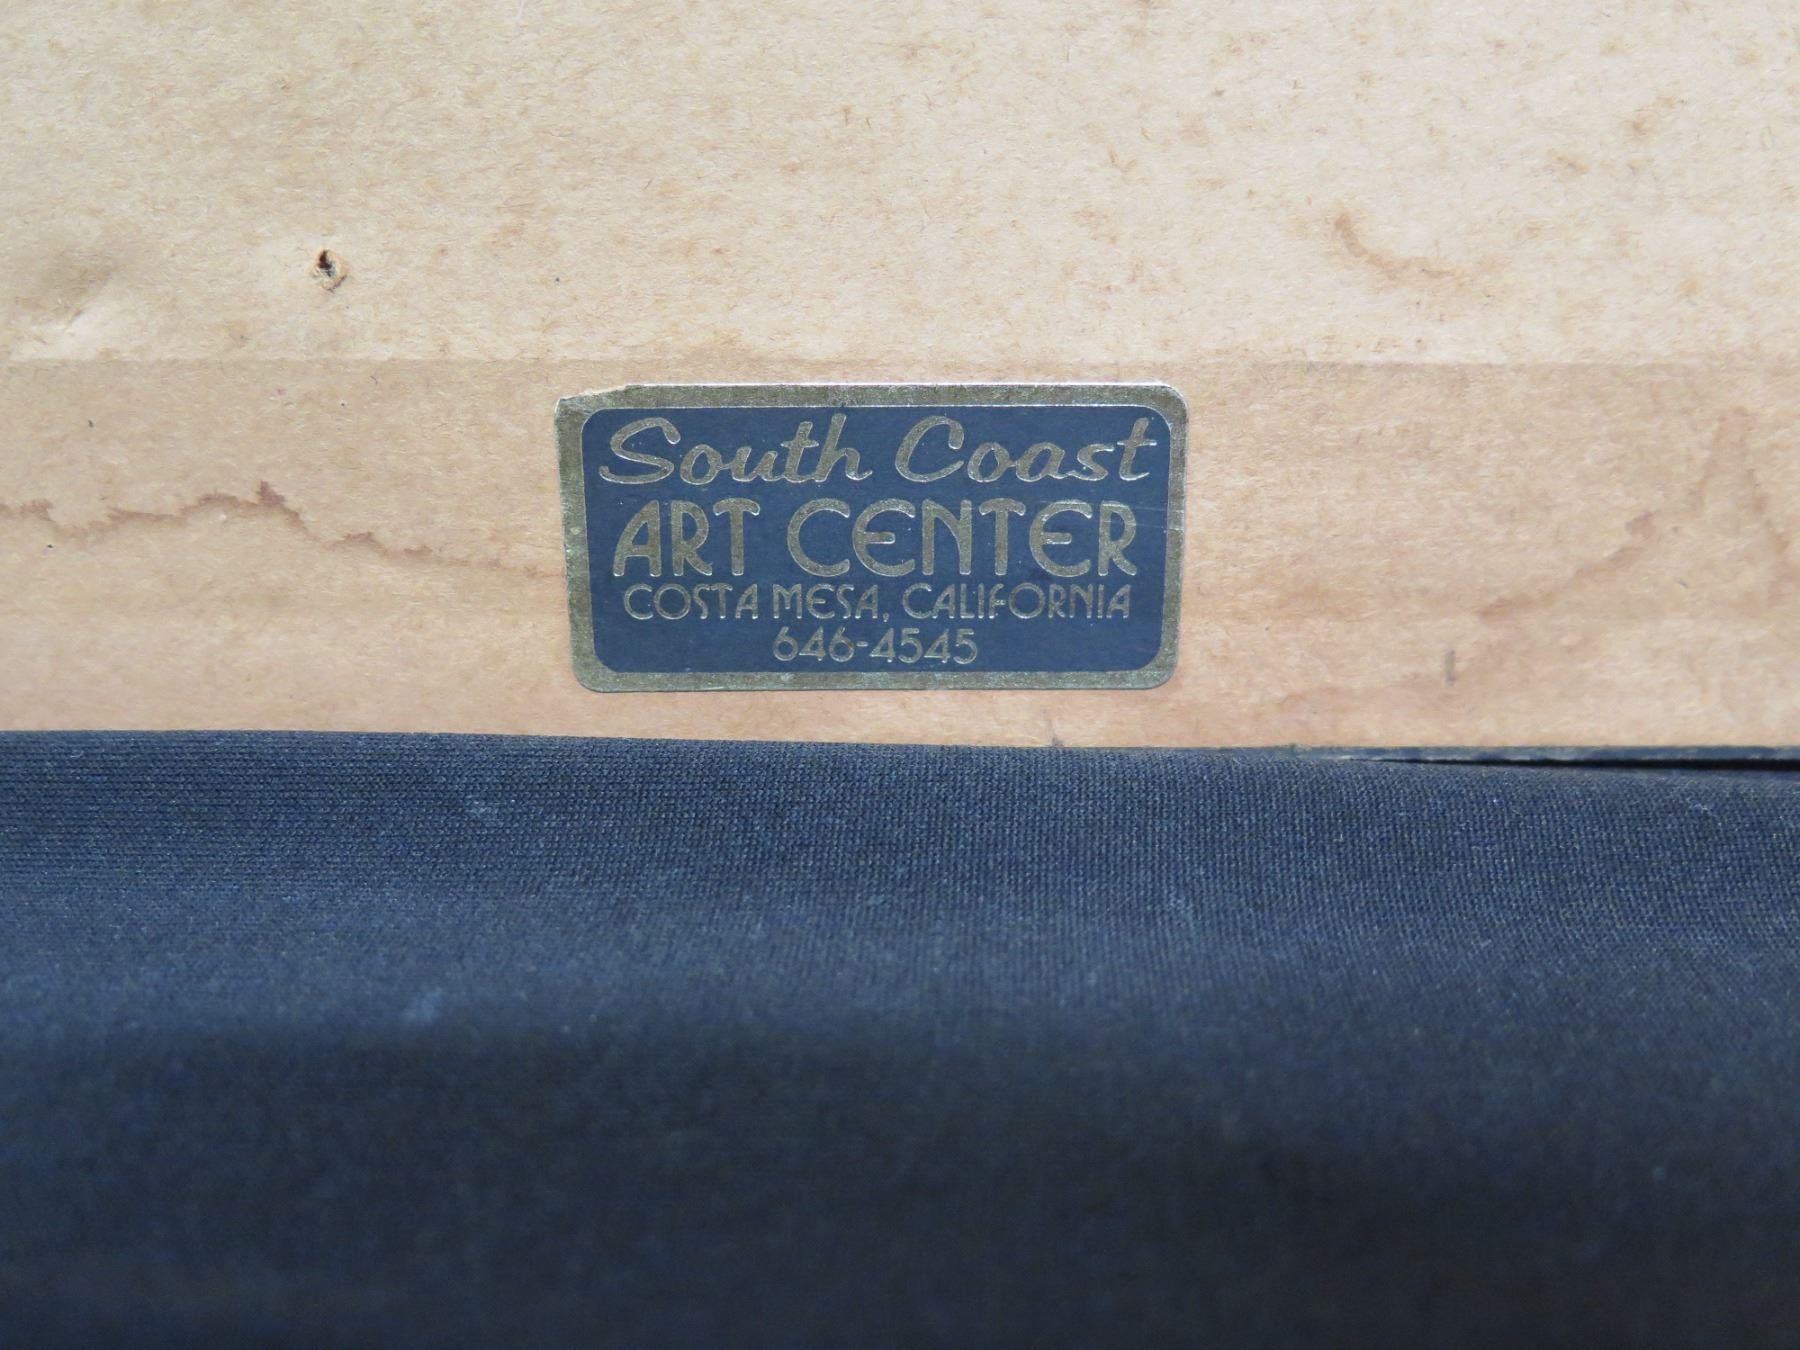 South Coast
ART CENTER
COSTA MESA, CALIFORNIA
646-4545